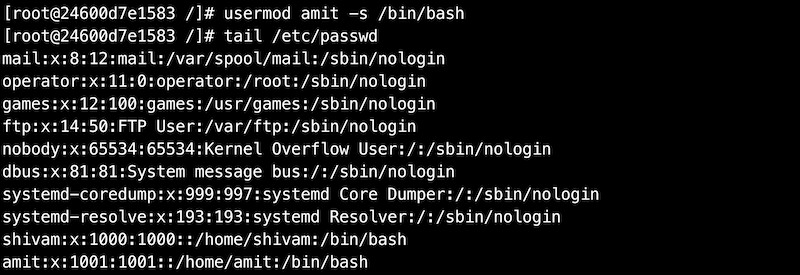 [root@24600d7e1583 /]# usermod amit -s /bin/bash
[root@24600d7e1583 /]# tail /etc/passwd
mail:x:8:12:mail:/var/spool/mail:/sbin/nologin
operator:x:11:0:operator:/root:/sbin/nologin
games:x:12:100:games:/usr/games:/sbin/nologin
ftp:x:14:50:FTP User:/var/ftp:/sbin/nologin
nobody:x:65534:65534:Kernel Overflow User:/:/sbin/nologin
dbus:x:81:81:System message bus:/:/sbin/nologin
systemd-coredump:x:999:997:systemd Core Dumper:/:/sbin/nologin
systemd-resolve:x:193:193:systemd Resolver:/:/sbin/nologin
shivam:x:1000:1000::/home/shivam:/bin/bash
amit:x:1001:1001::/home/amit:/bin/bash